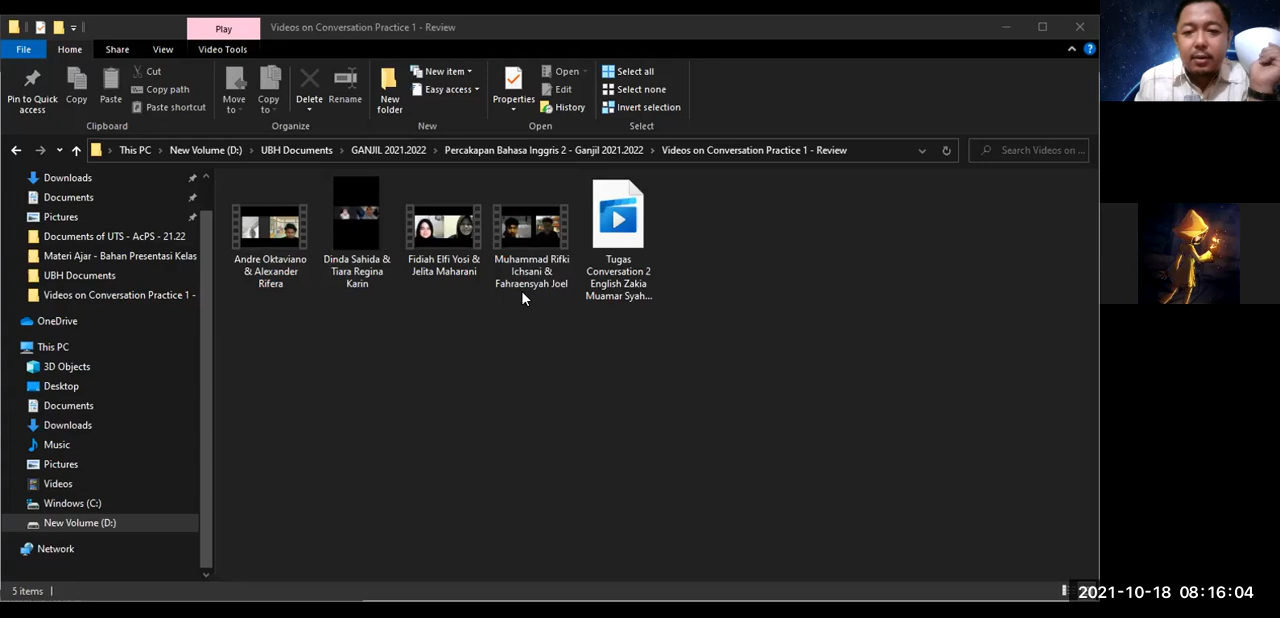 Play
Videos on Conversation Practice 1 - Review
File
Home
Share
View
Video Tools
Pin to Quick
access
Copy
Paste
Cut
Copy path
Paste shortcut
Clipboard
Move
to
Copy
to
Delete
Rename
Organize
New
folder
New item
Easy access
New
Properties
Open
Edit
History
Open
Select all
Select none
Invert selection
Select
This PC
New Volume (D:)
UBH Documents
GANJIL 2021.2022
Percakapan Bahasa Inggris 2 - Ganjil 2021.2022
Videos on Conversation Practice 1 - Review
Search Videos on ...
Downloads
Documents
Pictures
Documents of UTS - AcPS - 21.22
Materi Ajar - Bahan Presentasi Kelas
UBH Documents
Videos on Conversation Practice 1 -
OneDrive
This PC
3D Objects
Desktop
Documents
Downloads
Music
Pictures
Videos
Windows (C:)
New Volume (D:)
Network
Andre Oktaviano
& Alexander
Rifera
Dinda Sahida &
Tiara Regina
Karin
Fidiah Elfi Yosi &
Jelita Maharani
Muhammad Rifki
Ichsani &
Fahraensyah Joel
Tugas
Conversation 2
English Zakia
Muamar Syah...
5 items
2021-10-18 08:16:04